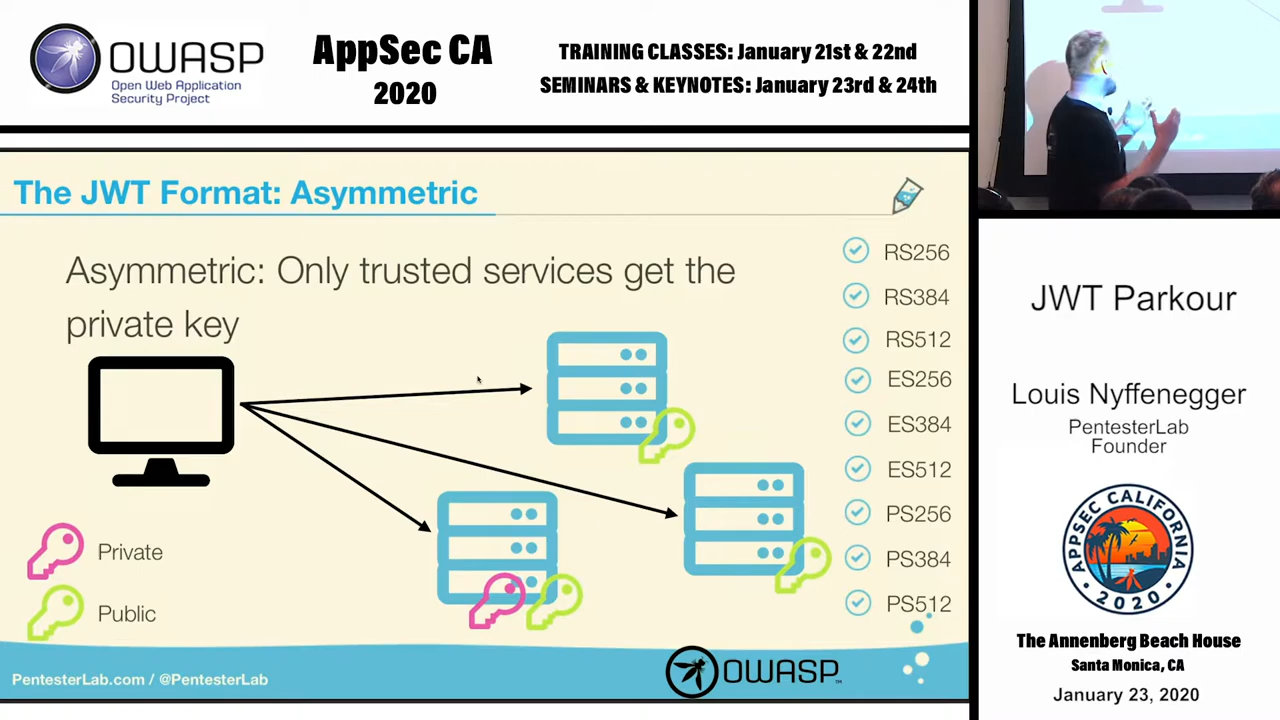 OWASP
Open Web Application
Security Project
AppSec CA
2020
TRAINING CLASSES: January 21st & 22nd
SEMINARS & KEYNOTES: January 23rd & 24th
The JWT Format: Asymmetric
Asymmetric: Only trusted services get the
private key
Private
Public
RS256
RS384
RS512
ES256
ES384
ES512
PS256
PS384
PS512
PentesterLab.com / @PentesterLab
OWASP™
JWT Parkour
Louis Nyffenegger
PentesterLab
Founder
APPSEC CALIFORNIA
• 2020 •
The Annenberg Beach House
Santa Monica, CA
January 23, 2020